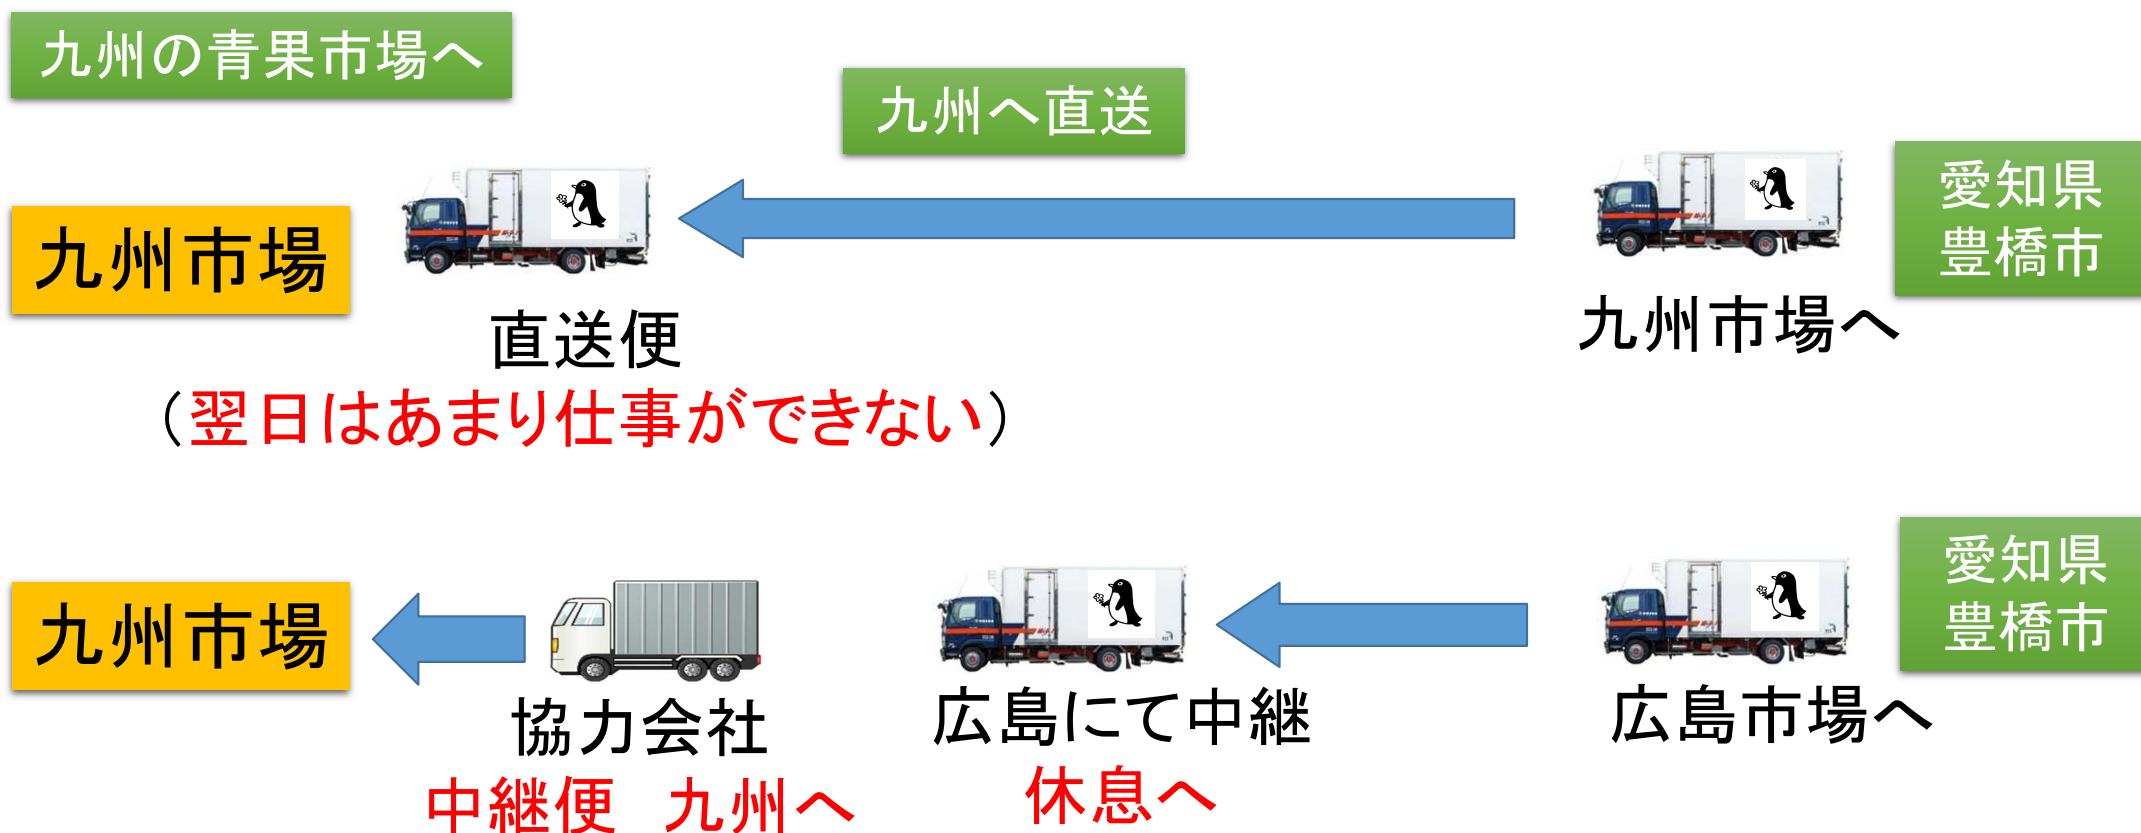 九州の青果市場へ
九州へ直送
愛知県
豊橋市
九州市場
直送便
九州市場へ
（翌日はあまり仕事ができない）
愛知県
豊橋市
九州市場
協力会社
広島にて中継
広島市場へ
中継便　九州へ
休息へ